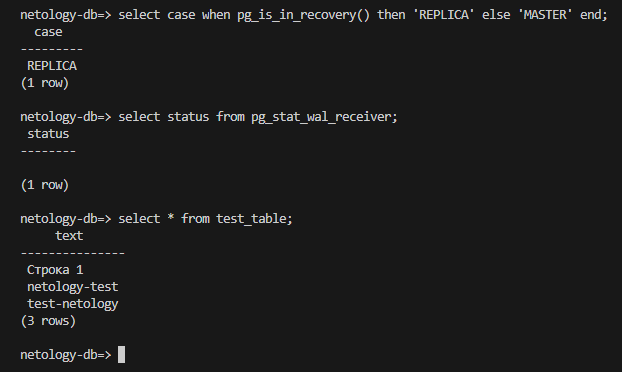 netology-db=> select case when pg_is_in_recovery() then 'REPLICA' else 'MASTER' end;
case
---------
REPLICA
(1 row)
netology-db=> select status from pg_stat_wal_receiver;
status
--------
(1 row)
netology-db=> select * from test_table;
text
---------------
Строка 1
netology-test
test-netology
(3 rows)
netology-db=>